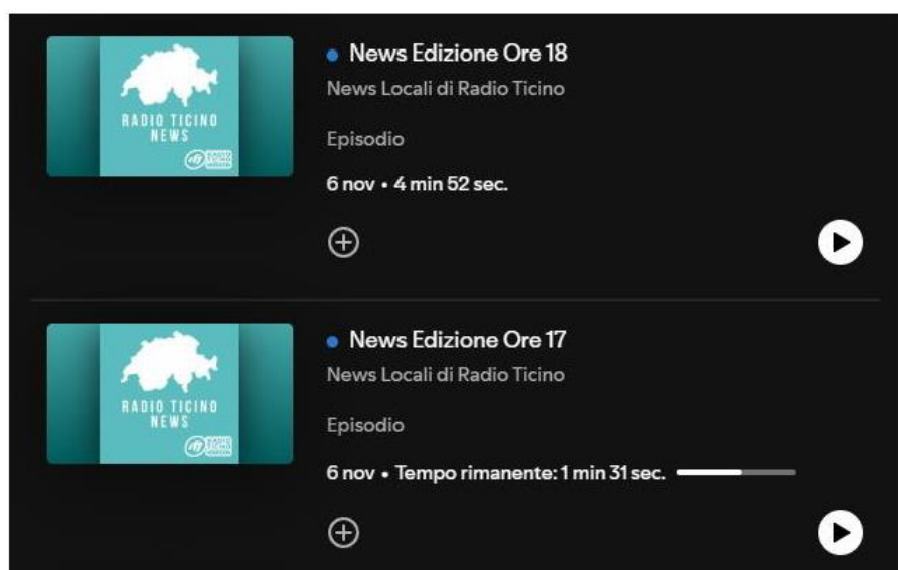 News Edizione Ore 18
News Locali di Radio Ticino
RADIO TICINO
NEWS
Episodio
6 nov • 4 min 52 sec.
News Edizione Ore 17
News Locali di Radio Ticino
RADIO TICINO
NEWS
Episodio
6 nov • Tempo rimanente: 1 min 31 sec.